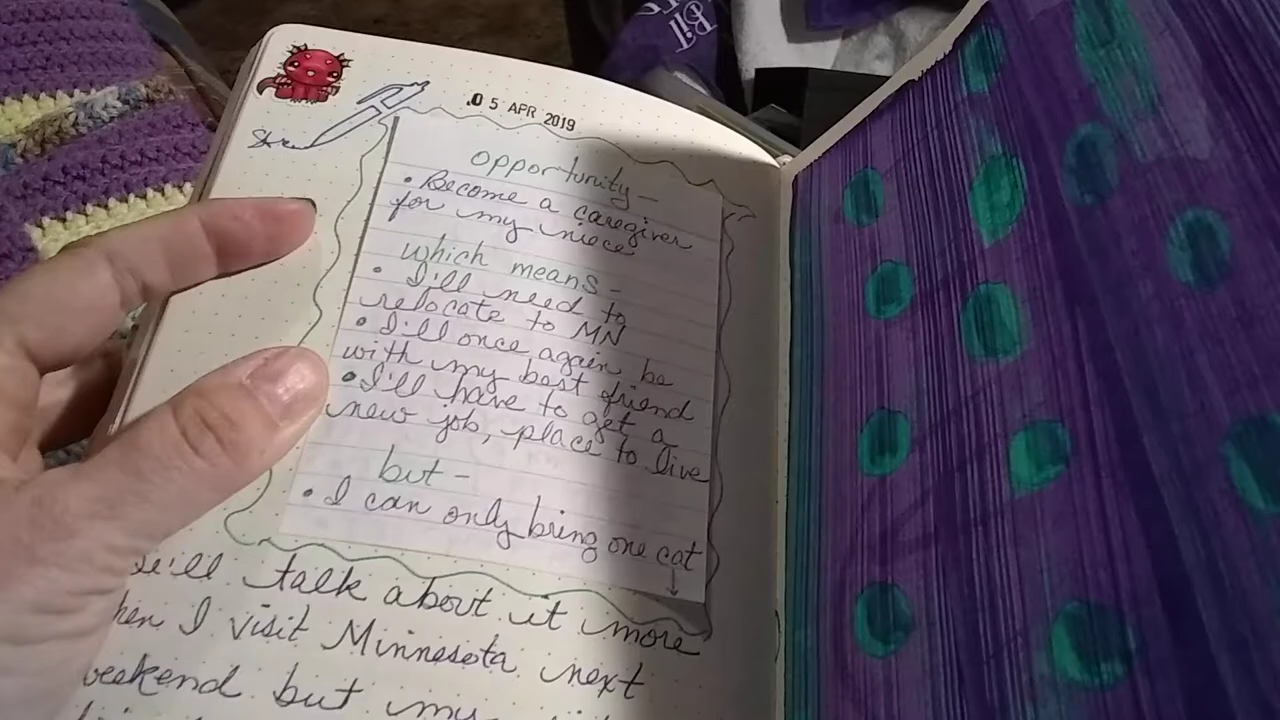 05 APR 2019
opportunity-
• Become a caregiver
for my niece
which means-
• I'll need to
relocate to MN
• I'll once again be
with my best friend
• I'll have to get a
new job, place to live
but-
• I can only bring one cat
talk about it more
I visit Minnesota next
weekend but my